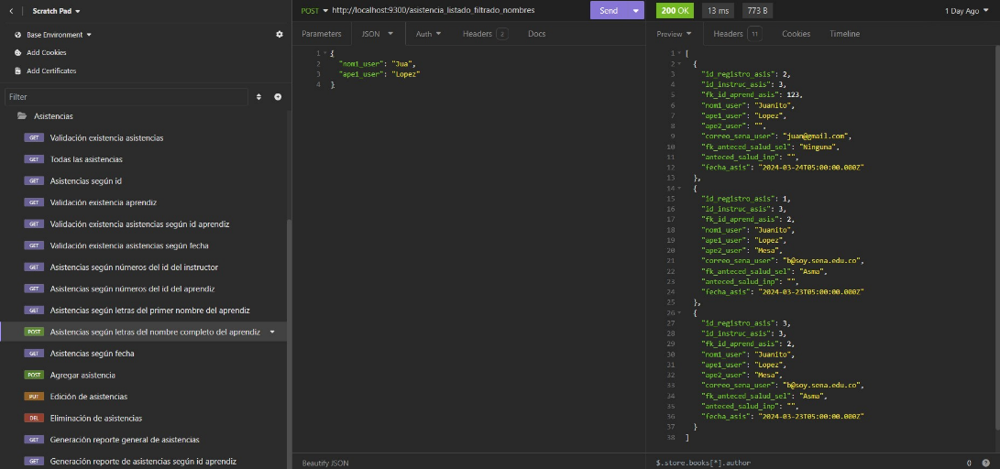 Scratch Pad
Base Environment
Add Cookies
Add Certificates
Filter
Asistencias
GET Validación existencia asistencias
GET Todas las asistencias
GET Asistencias según id
GET Validación existencia aprendiz
GET Validación existencia asistencias según id aprendiz
GET Validación existencia asistencias según fecha
GET Asistencias según números del id del instructor
GET Asistencias según números del id del aprendiz
GET Asistencias según letras del primer nombre del aprendiz
POST Asistencias según letras del nombre completo del aprendiz
GET Asistencias según fecha
POST Agregar asistencia
PUT Edición de asistencias
DEL Eliminación de asistencias
GET Generación reporte general de asistencias
GET Generación reporte de asistencias según id aprendiz
POST http://localhost:9300/asistencia_listado_filtrado_nombres Send
Parameters JSON Auth Headers 2 Docs
1 {
2 "nom1_user": "Jua",
3 "ape1_user": "Lopez"
4 }
Beautify JSON
200 OK 13 ms 773 B 1 Day Ago
Preview Headers 11 Cookies Timeline
1 [
2 {
3 "id_registro_asis": 2,
4 "id_instruc_asis": 3,
5 "fk_id_aprend_asis": 123,
6 "nom1_user": "Juanito",
7 "ape1_user": "Lopez",
8 "ape2_user": "",
9 "correo_sena_user": "juan@gmail.com",
10 "fk_anteced_salud_sel": "Ninguna",
11 "anteced_salud_inp": "",
12 "fecha_asis": "2024-03-24T05:00:00.000Z"
13 },
14 {
15 "id_registro_asis": 1,
16 "id_instruc_asis": 3,
17 "fk_id_aprend_asis": 2,
18 "nom1_user": "Juanito",
19 "ape1_user": "Lopez",
20 "ape2_user": "Mesa",
21 "correo_sena_user": "b@soy.sena.edu.co",
22 "fk_anteced_salud_sel": "Asma",
23 "anteced_salud_inp": "",
24 "fecha_asis": "2024-03-23T05:00:00.000Z"
25 },
26 {
27 "id_registro_asis": 3,
28 "id_instruc_asis": 3,
29 "fk_id_aprend_asis": 2,
30 "nom1_user": "Juanito",
31 "ape1_user": "Lopez",
32 "ape2_user": "Mesa",
33 "correo_sena_user": "b@soy.sena.edu.co",
34 "fk_anteced_salud_sel": "Asma",
35 "anteced_salud_inp": "",
36 "fecha_asis": "2024-03-23T05:00:00.000Z"
37 }
38 ]
$.store.books[*].author 0